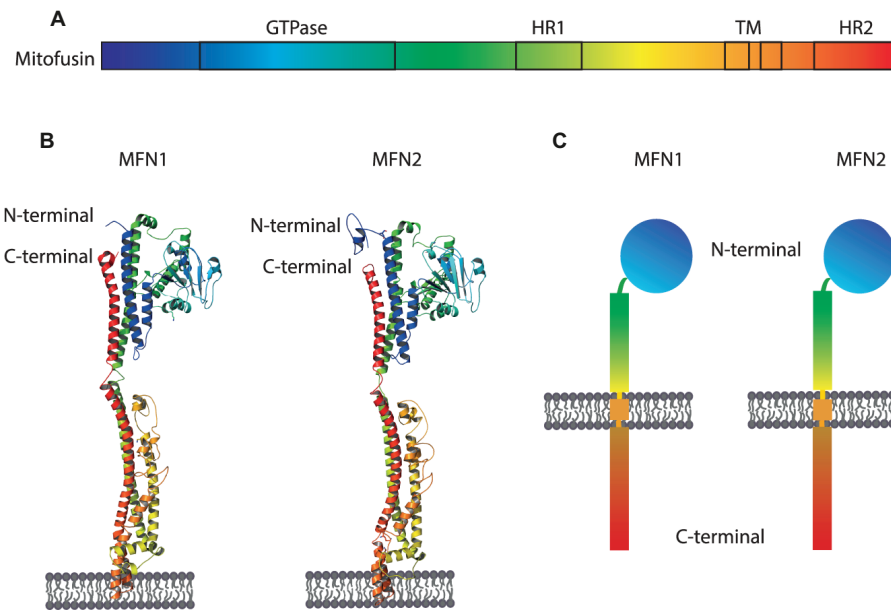 A
GTPase
HR1
TM
HR2
Mitofusin
B
MFN1
MFN2
N-terminal
C-terminal
N-terminal
C-terminal
C
MFN1
MFN2
N-terminal
C-terminal